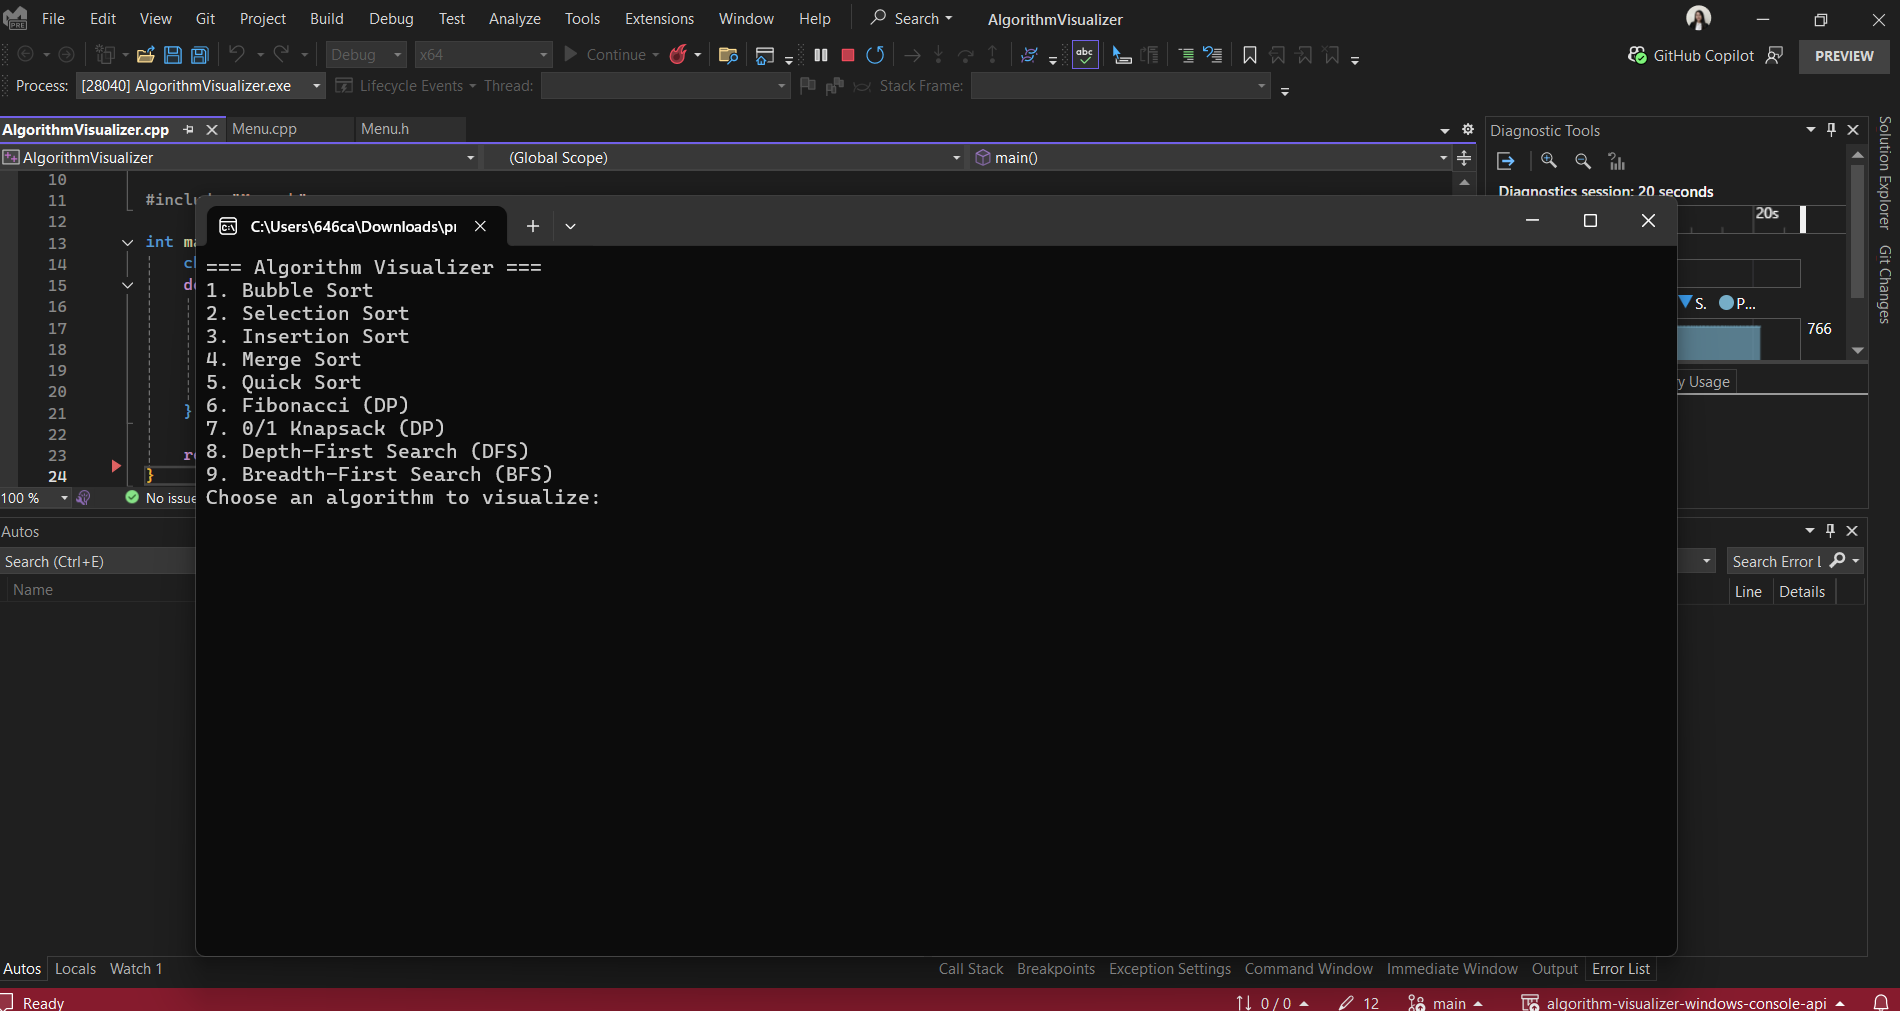 File Edit View Git Project Build Debug Test Analyze Tools Extensions Window Help Search AlgorithmVisualizer
Debug x64 Continue abc GitHub Copilot PREVIEW
Process: [28040] AlgorithmVisualizer.exe Lifecycle Events Thread: Stack Frame:
AlgorithmVisualizer.cpp Menu.cpp Menu.h
Diagnostic Tools
AlgorithmVisualizer (Global Scope) main()
Diagnostics session: 20 seconds
20s
S. P...
766
y Usage
Solution Explorer
Git Changes
10
11 #inclu
12
13 int ma
14 ch
15 do
16
17
18
19
20
21 }
22
23 re
24 }
100 % No issue
C:\Users\646ca\Downloads\pr
=== Algorithm Visualizer ===
1. Bubble Sort
2. Selection Sort
3. Insertion Sort
4. Merge Sort
5. Quick Sort
6. Fibonacci (DP)
7. 0/1 Knapsack (DP)
8. Depth-First Search (DFS)
9. Breadth-First Search (BFS)
Choose an algorithm to visualize:
Autos
Search (Ctrl+E)
Name
Search Error L
Line Details
Autos Locals Watch 1
Call Stack Breakpoints Exception Settings Command Window Immediate Window Output Error List
Ready 0 / 0 12 main algorithm-visualizer-windows-console-api